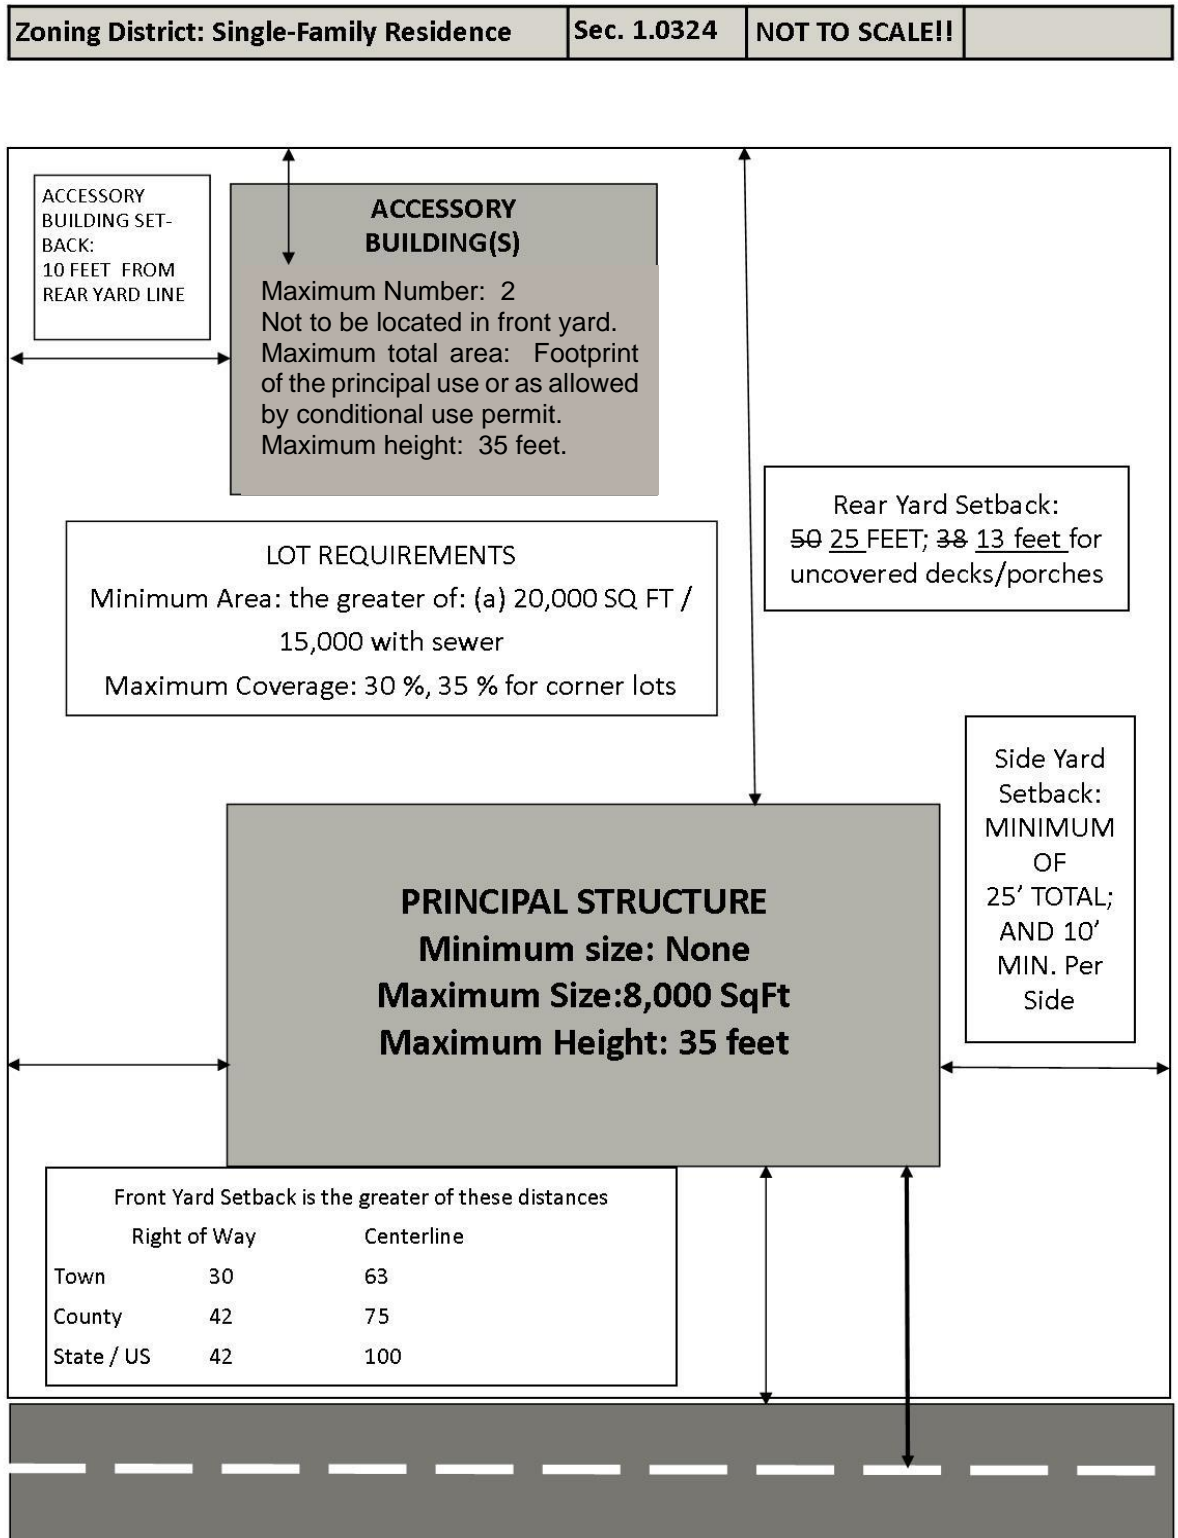 Zoning District: Single-Family Residence Sec. 1.0324 NOT TO SCALE!!
ACCESSORY
BUILDING SET-
BACK:
10 FEET FROM
REAR YARD LINE
ACCESSORY
BUILDING(S)
Maximum Number: 2
Not to be located in front yard.
Maximum total area: Footprint
of the principal use or as allowed
by conditional use permit.
Maximum height: 35 feet.
Rear Yard Setback:
50 25 FEET; 38 13 feet for
uncovered decks/porches
LOT REQUIREMENTS
Minimum Area: the greater of: (a) 20,000 SQ FT /
15,000 with sewer
Maximum Coverage: 30 %, 35 % for corner lots
Side Yard
Setback:
MINIMUM
OF
25’ TOTAL;
AND 10’
MIN. Per
Side
PRINCIPAL STRUCTURE
Minimum size: None
Maximum Size:8,000 SqFt
Maximum Height: 35 feet
Front Yard Setback is the greater of these distances
Right of Way Centerline
Town 30 63
County 42 75
State / US 42 100